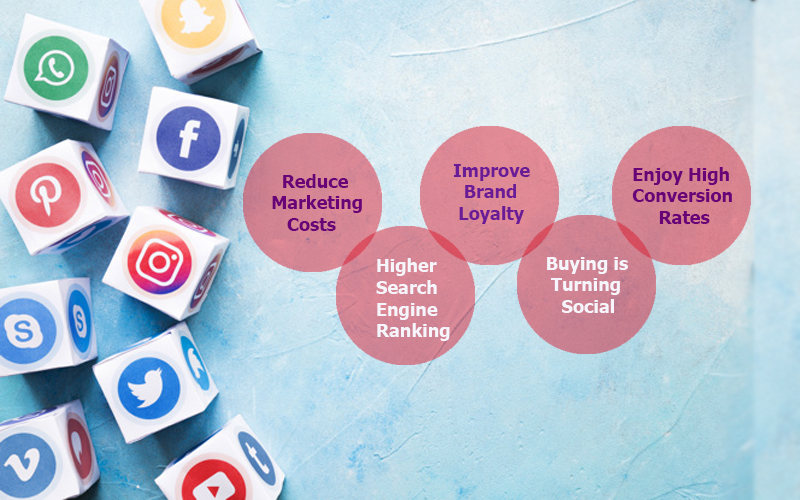 Reduce
Marketing
Costs
Higher
Search
Engine
Ranking
Improve
Brand
Loyalty
Buying is
Turning
Social
Enjoy High
Conversion
Rates